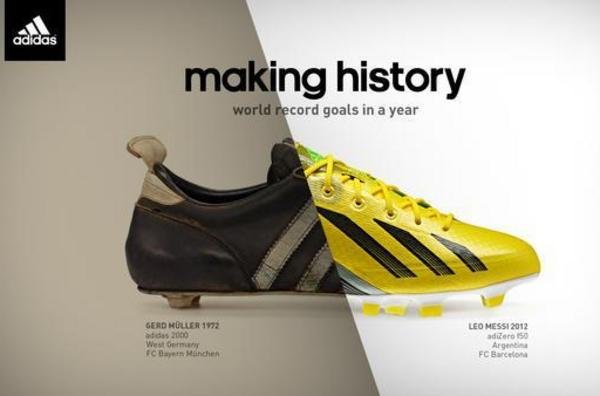 adidas
making history
world record goals in a year
GERD MÜLLER 1972
adidas 2000
West Germany
FC Bayern München
LEO MESSI 2012
adiZero f50
Argentina
FC Barcelona